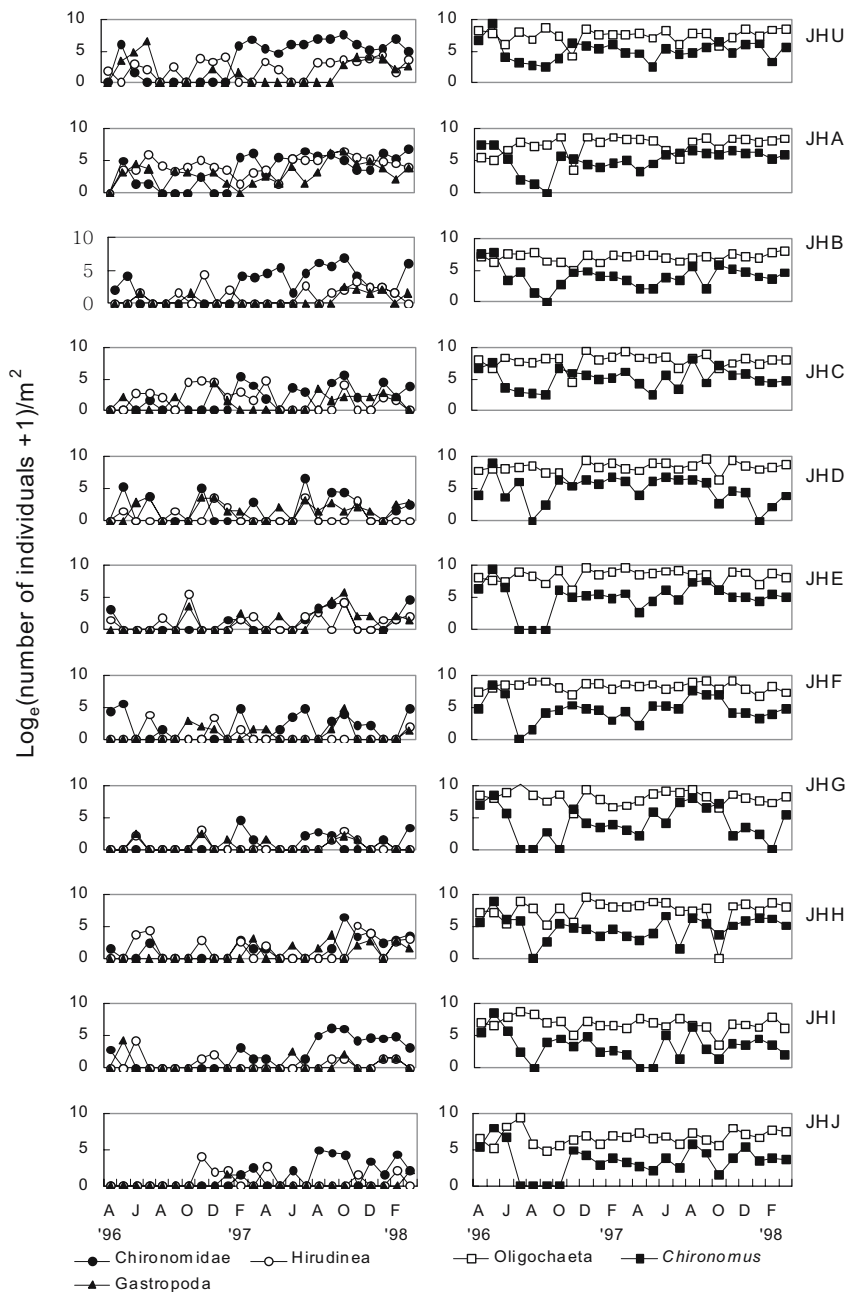 Log_e(number of individuals +1)/m²
10 10 JHU
5 5
0 0
10 10 JHA
5 5
0 0
10 10 JHB
5 5
0 0
10 10 JHC
5 5
0 0
10 10 JHD
5 5
0 0
10 10 JHE
5 5
0 0
10 10 JHF
5 5
0 0
10 10 JHG
5 5
0 0
10 10 JHH
5 5
0 0
10 10 JHI
5 5
0 0
10 10 JHJ
5 5
0 0
A J A O D F A J A O D F A J A O D F A J A O D F
'96 '97 '98 '96 '97 '98
Chironomidae Hirudinea Oligochaeta Chironomus
Gastropoda